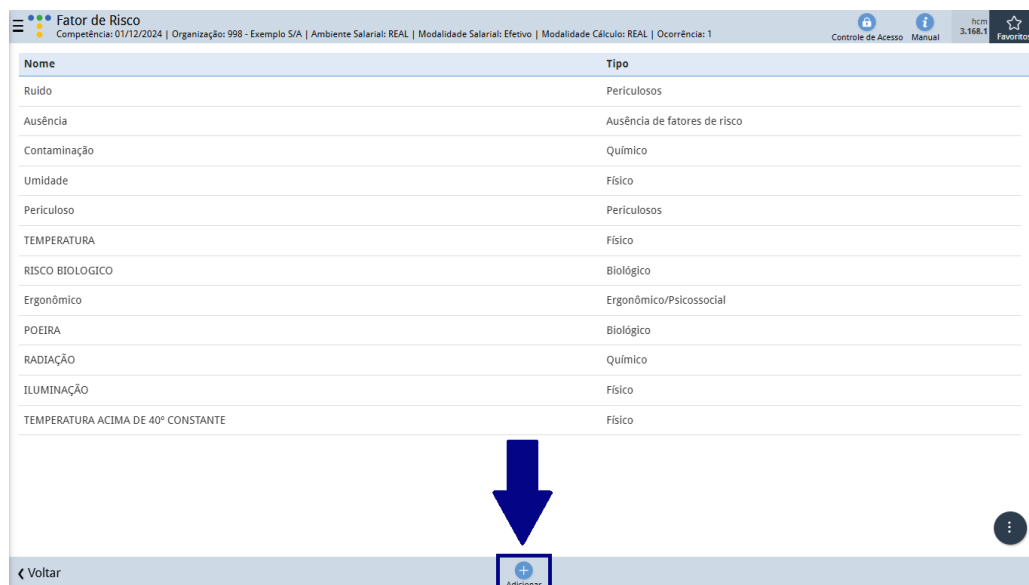 Fator de Risco
Competência: 01/12/2024 | Organização: 998 - Exemplo S/A | Ambiente Salarial: REAL | Modalidade Salarial: Efetivo | Modalidade Cálculo: REAL | Ocorrência: 1
Controle de Acesso
Manual
hcm
3.168.1
Favoritos
Nome Tipo
Ruido Periculosos
Ausência Ausência de fatores de risco
Contaminação Químico
Umidade Físico
Periculoso Periculosos
TEMPERATURA Físico
RISCO BIOLOGICO Biológico
Ergonômico Ergonômico/Psicossocial
POEIRA Biológico
RADIAÇÃO Químico
ILUMINAÇÃO Físico
TEMPERATURA ACIMA DE 40º CONSTANTE Físico
Voltar
Adicionar